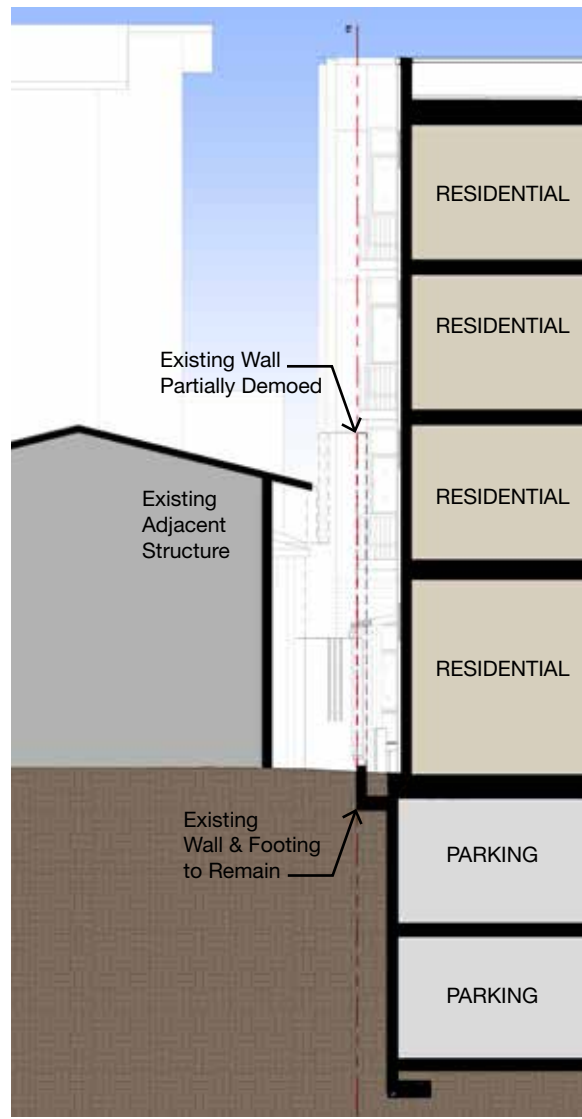 RESIDENTIAL
RESIDENTIAL
Existing Wall
Partially Demoed
RESIDENTIAL
Existing
Adjacent
Structure
RESIDENTIAL
Existing
Wall & Footing
to Remain
PARKING
PARKING